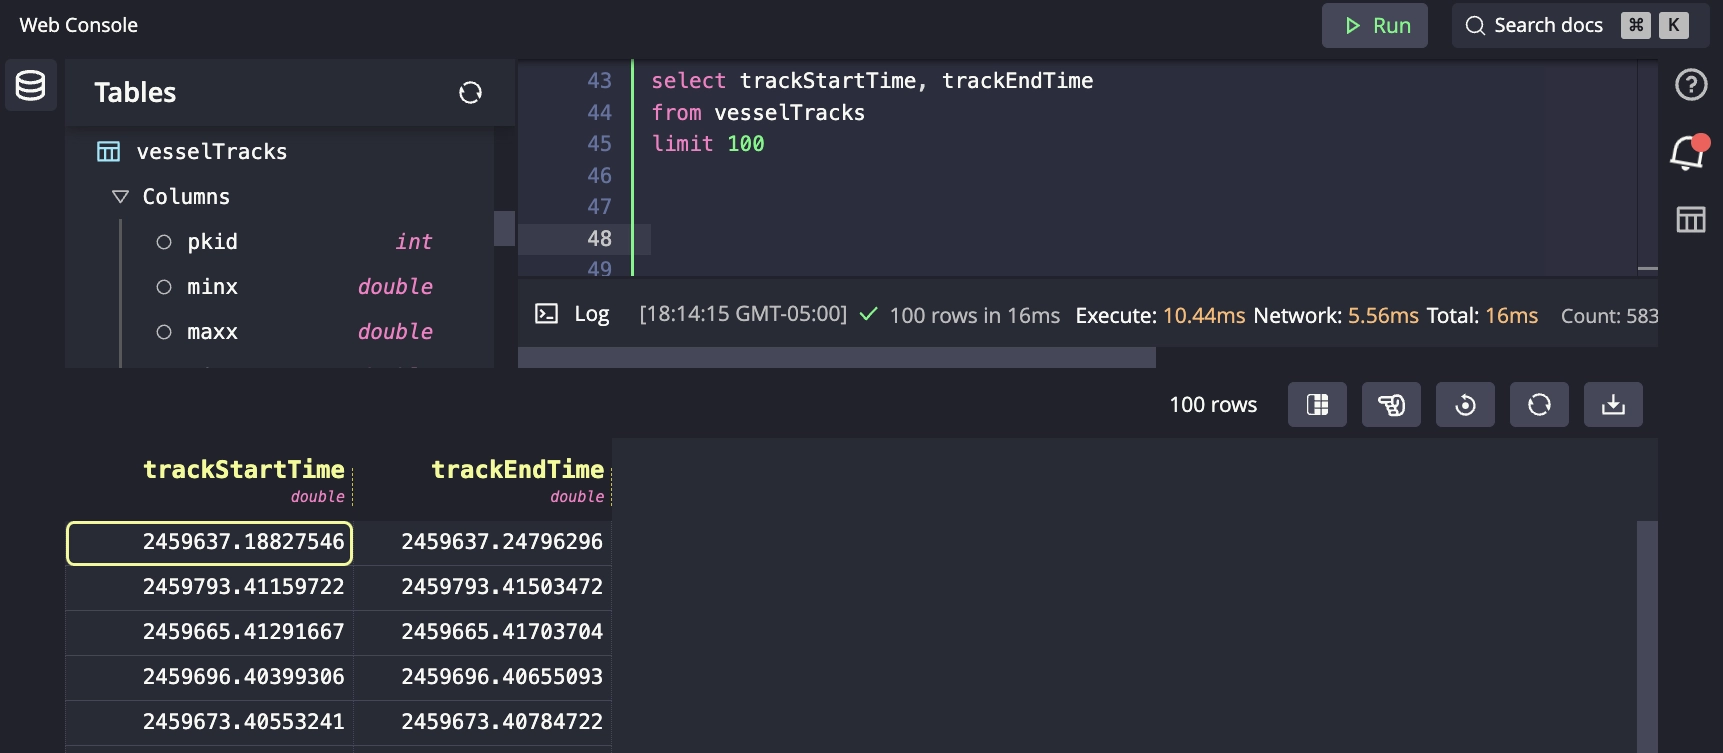 Web Console
Run
Search docs ⌘ K
Tables
vesselTracks
Columns
pkid int
minx double
maxx double
43 select trackStartTime, trackEndTime
44 from vesselTracks
45 limit 100
46
47
48
49
Log [18:14:15 GMT-05:00] 100 rows in 16ms Execute: 10.44ms Network: 5.56ms Total: 16ms Count: 583
100 rows
trackStartTime trackEndTime
double double
2459637.18827546 2459637.24796296
2459793.41159722 2459793.41503472
2459665.41291667 2459665.41703704
2459696.40399306 2459696.40655093
2459673.40553241 2459673.40784722